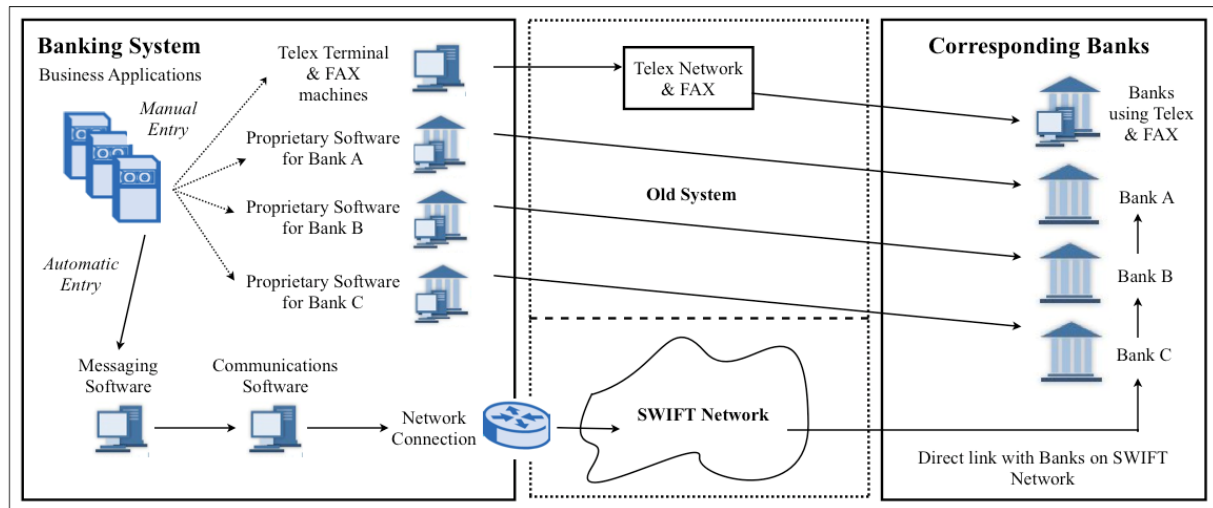 Banking System
Business Applications
Manual
Entry
Automatic
Entry
Telex Terminal
& FAX
machines
Proprietary Software
for Bank A
Proprietary Software
for Bank B
Proprietary Software
for Bank C
Messaging
Software
Communications
Software
Network
Connection
Telex Network
& FAX
Old System
SWIFT Network
Corresponding Banks
Banks
using Telex
& FAX
Bank A
Bank B
Bank C
Direct link with Banks on SWIFT
Network